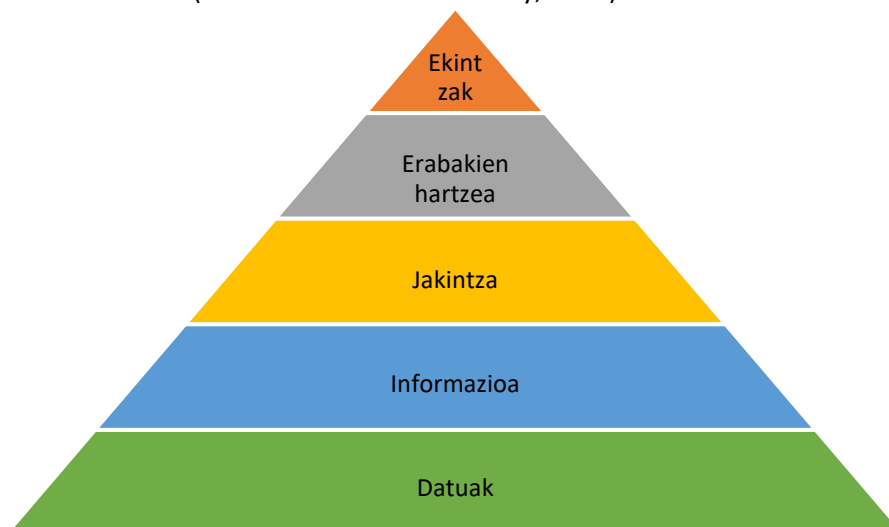 Ekint
zak
Erabakien
hartzea
Jakintza
Informazioa
Datuak